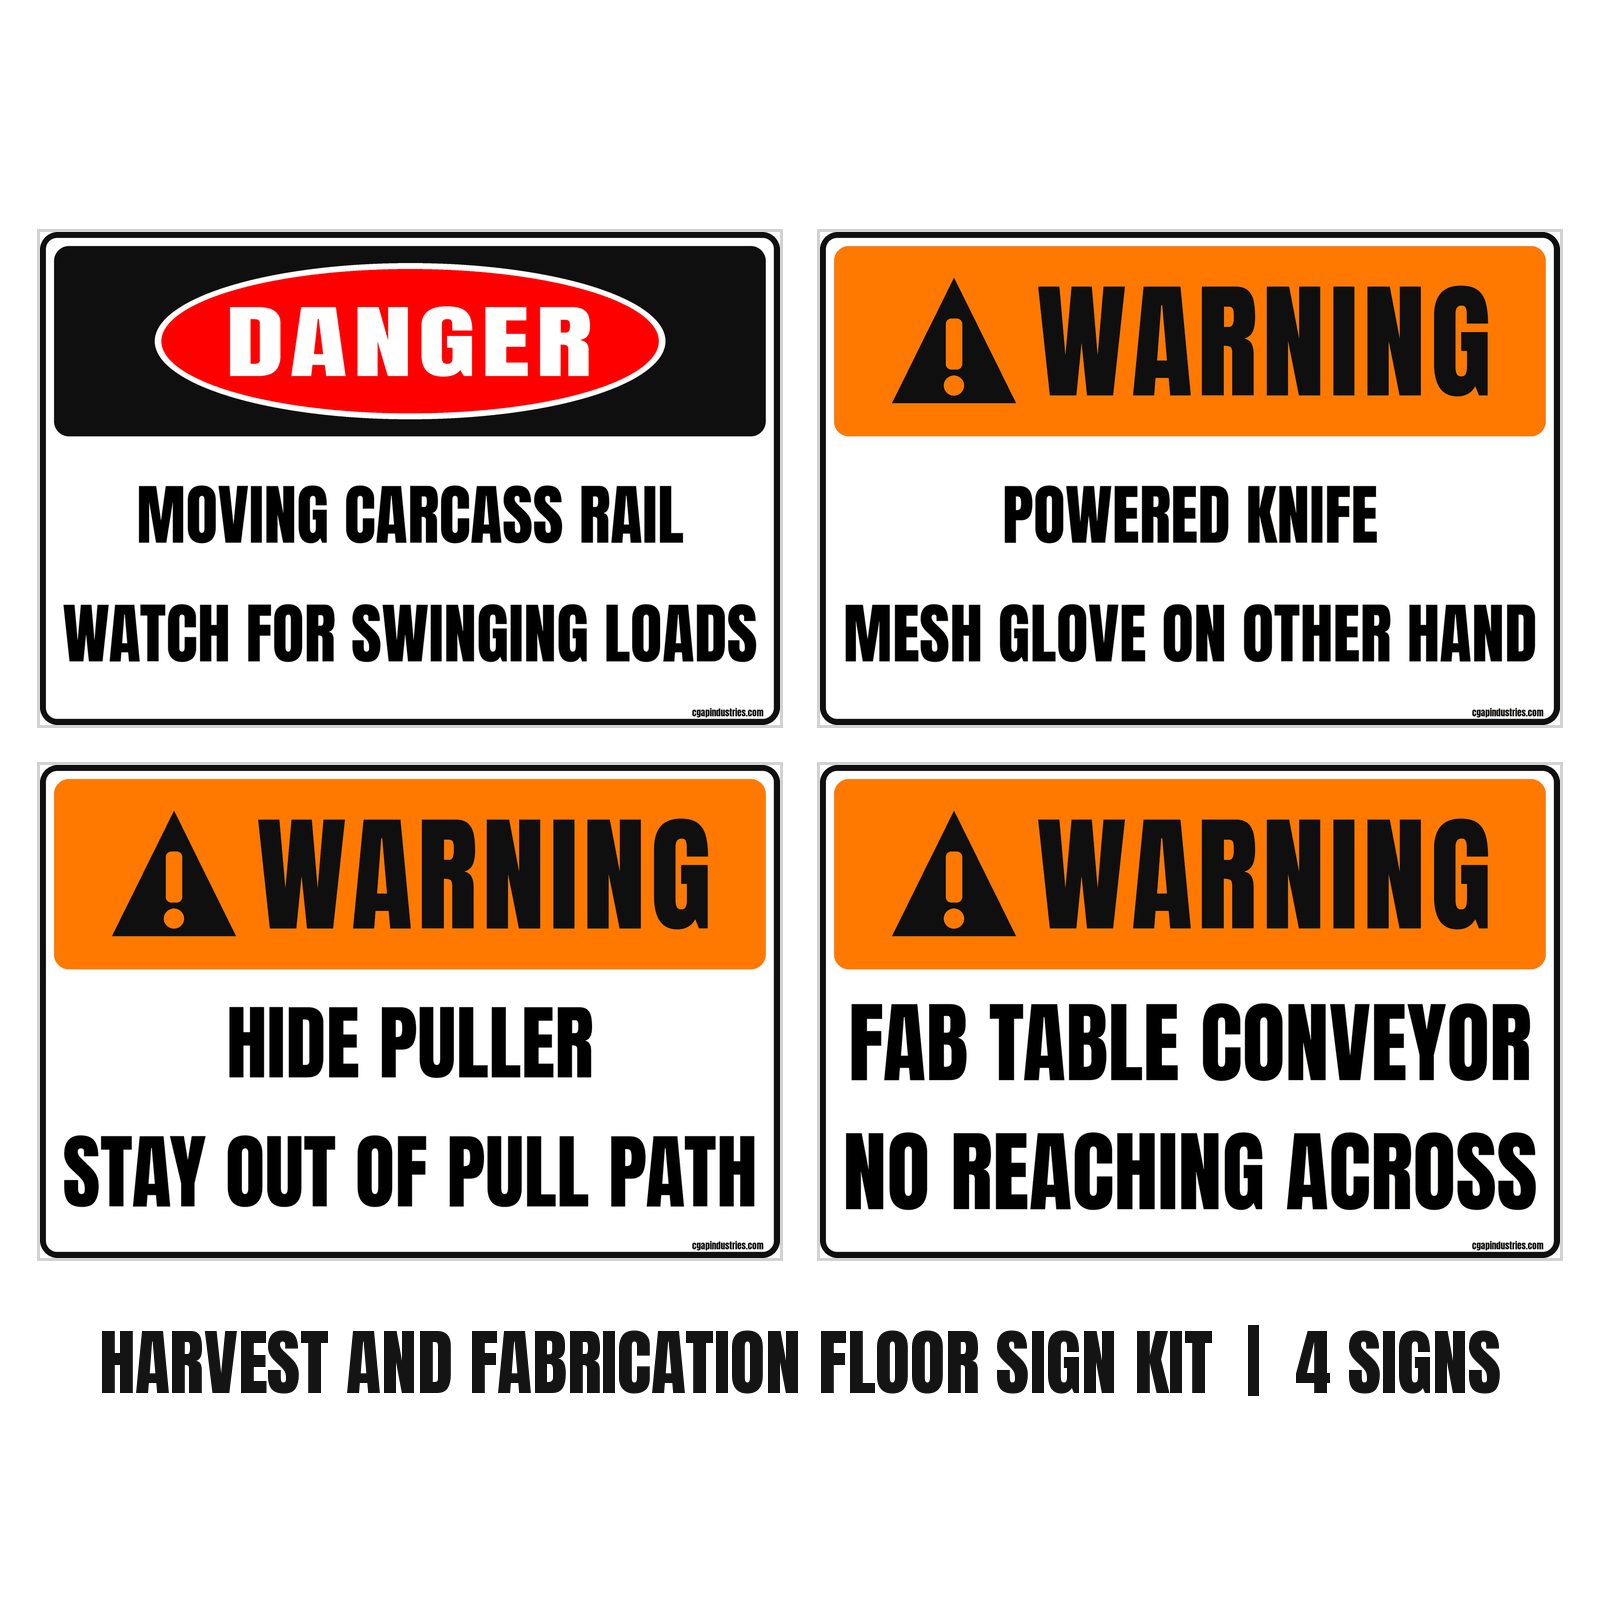 DANGER
MOVING CARCASS RAIL
WATCH FOR SWINGING LOADS
cgapindustries.com
WARNING
POWERED KNIFE
MESH GLOVE ON OTHER HAND
cgapindustries.com
WARNING
HIDE PULLER
STAY OUT OF PULL PATH
cgapindustries.com
WARNING
FAB TABLE CONVEYOR
NO REACHING ACROSS
cgapindustries.com
HARVEST AND FABRICATION FLOOR SIGN KIT | 4 SIGNS